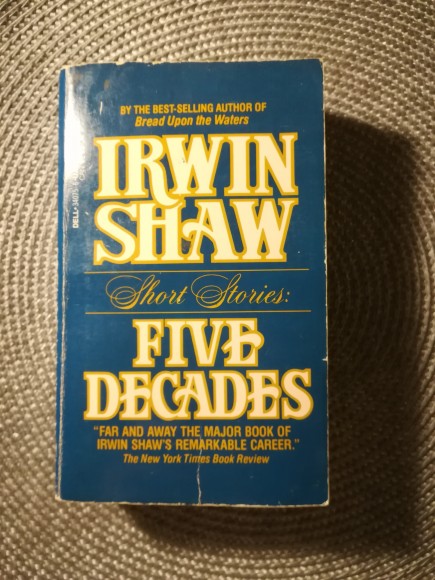 BY THE BEST-SELLING AUTHOR OF
Bread Upon the Waters
IRWIN
SHAW
Short Stories:
FIVE
DECADES
"FAR AND AWAY THE MAJOR BOOK OF
IRWIN SHAW'S REMARKABLE CAREER."
The New York Times Book Review
DELL